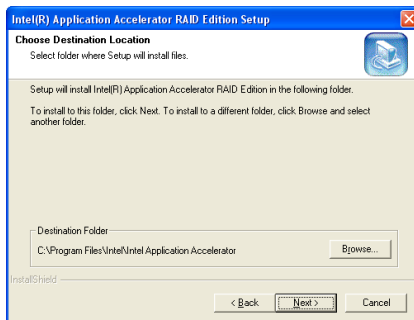 Intel(R) Application Accelerator RAID Edition Setup
Choose Destination Location
Select folder where Setup will install files.
Setup will install Intel(R) Application Accelerator RAID Edition in the following folder.
To install to this folder, click Next. To install to a different folder, click Browse and select
another folder.
Destination Folder
C:\Program Files\Intel\Intel Application Accelerator
Browse...
InstallShield
< Back
Next >
Cancel